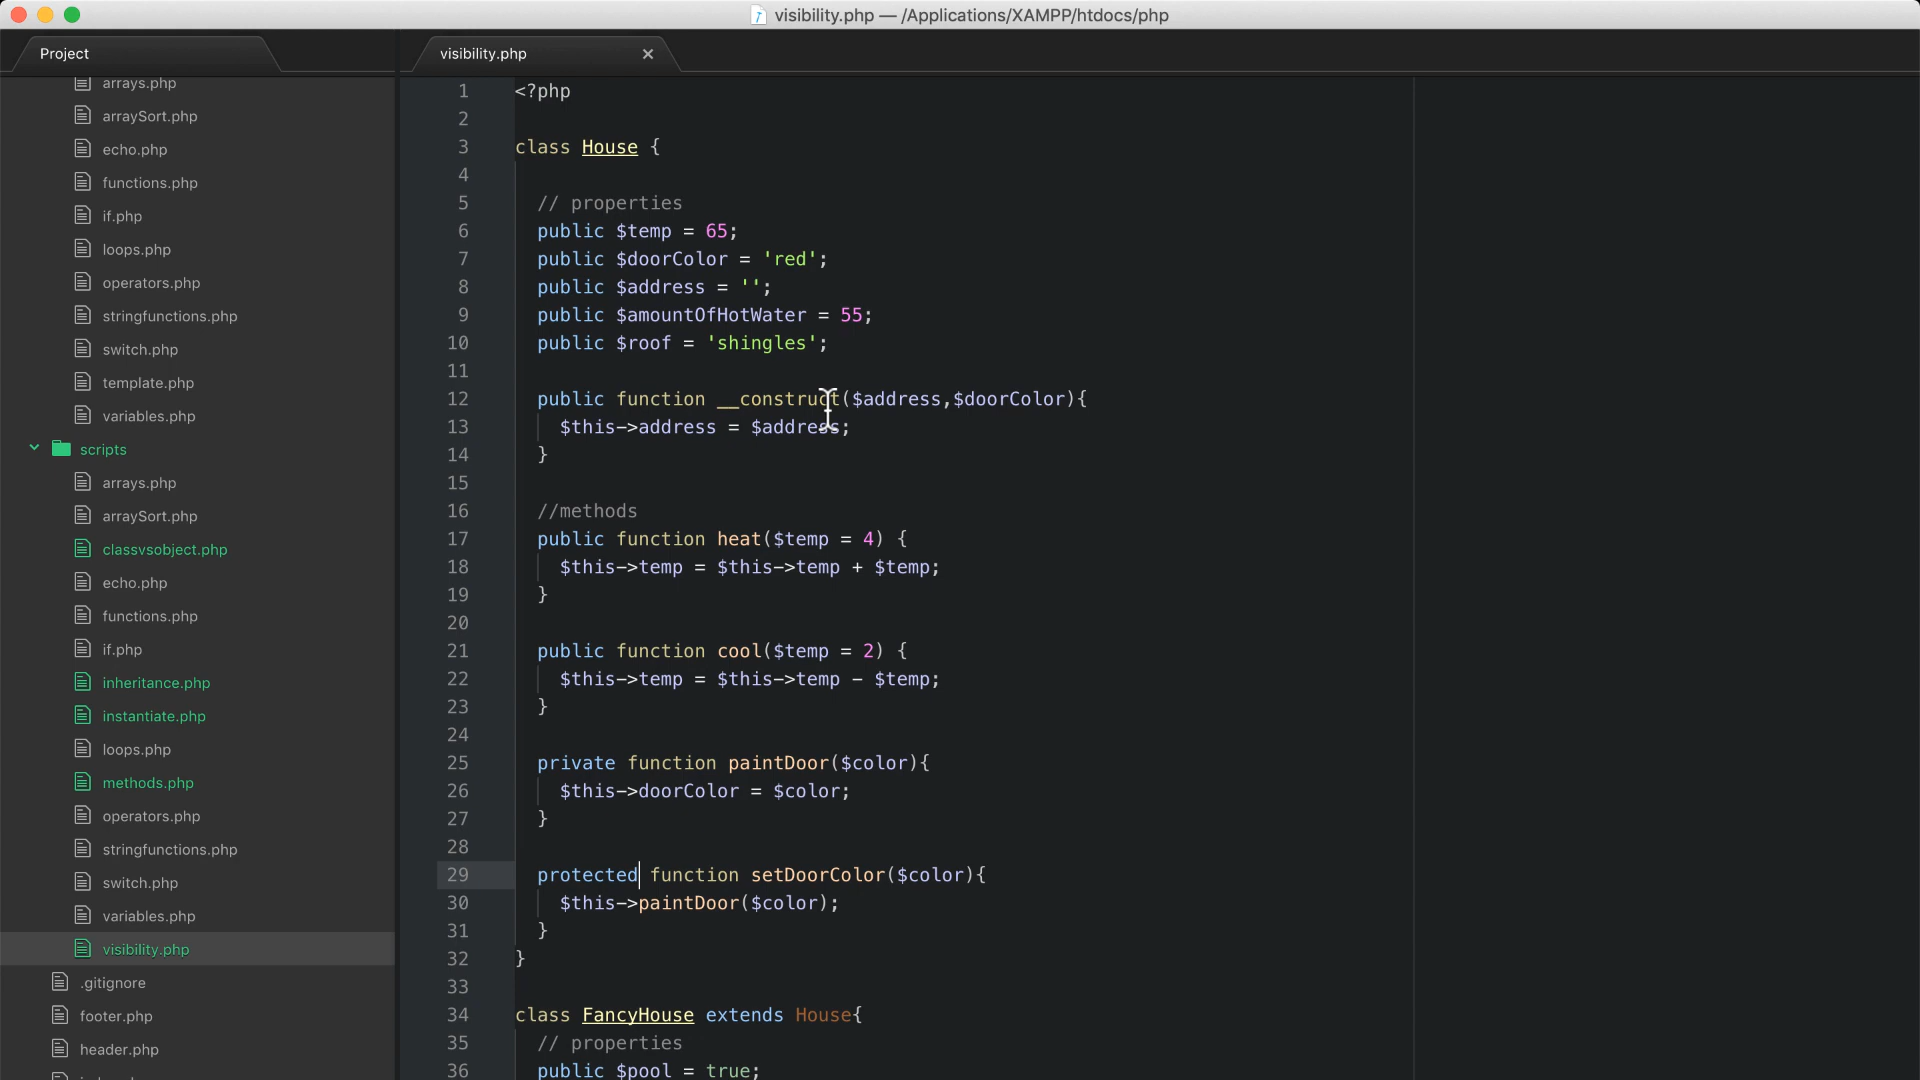 visibility.php — /Applications/XAMPP/htdocs/php
Project
visibility.php
arrays.php
arraySort.php
echo.php
functions.php
if.php
loops.php
operators.php
stringfunctions.php
switch.php
template.php
variables.php
scripts
arrays.php
arraySort.php
classvsobject.php
echo.php
functions.php
if.php
inheritance.php
instantiate.php
loops.php
methods.php
operators.php
stringfunctions.php
switch.php
variables.php
visibility.php
.gitignore
footer.php
header.php
1 <?php
2
3 class House {
4
5 // properties
6 public $temp = 65;
7 public $doorColor = 'red';
8 public $address = '';
9 public $amountOfHotWater = 55;
10 public $roof = 'shingles';
11
12 public function __construct($address,$doorColor){
13 $this->address = $address;
14 }
15
16 //methods
17 public function heat($temp = 4) {
18 $this->temp = $this->temp + $temp;
19 }
20
21 public function cool($temp = 2) {
22 $this->temp = $this->temp - $temp;
23 }
24
25 private function paintDoor($color){
26 $this->doorColor = $color;
27 }
28
29 protected function setDoorColor($color){
30 $this->paintDoor($color);
31 }
32 }
33
34 class FancyHouse extends House{
35 // properties
36 public $pool = true;